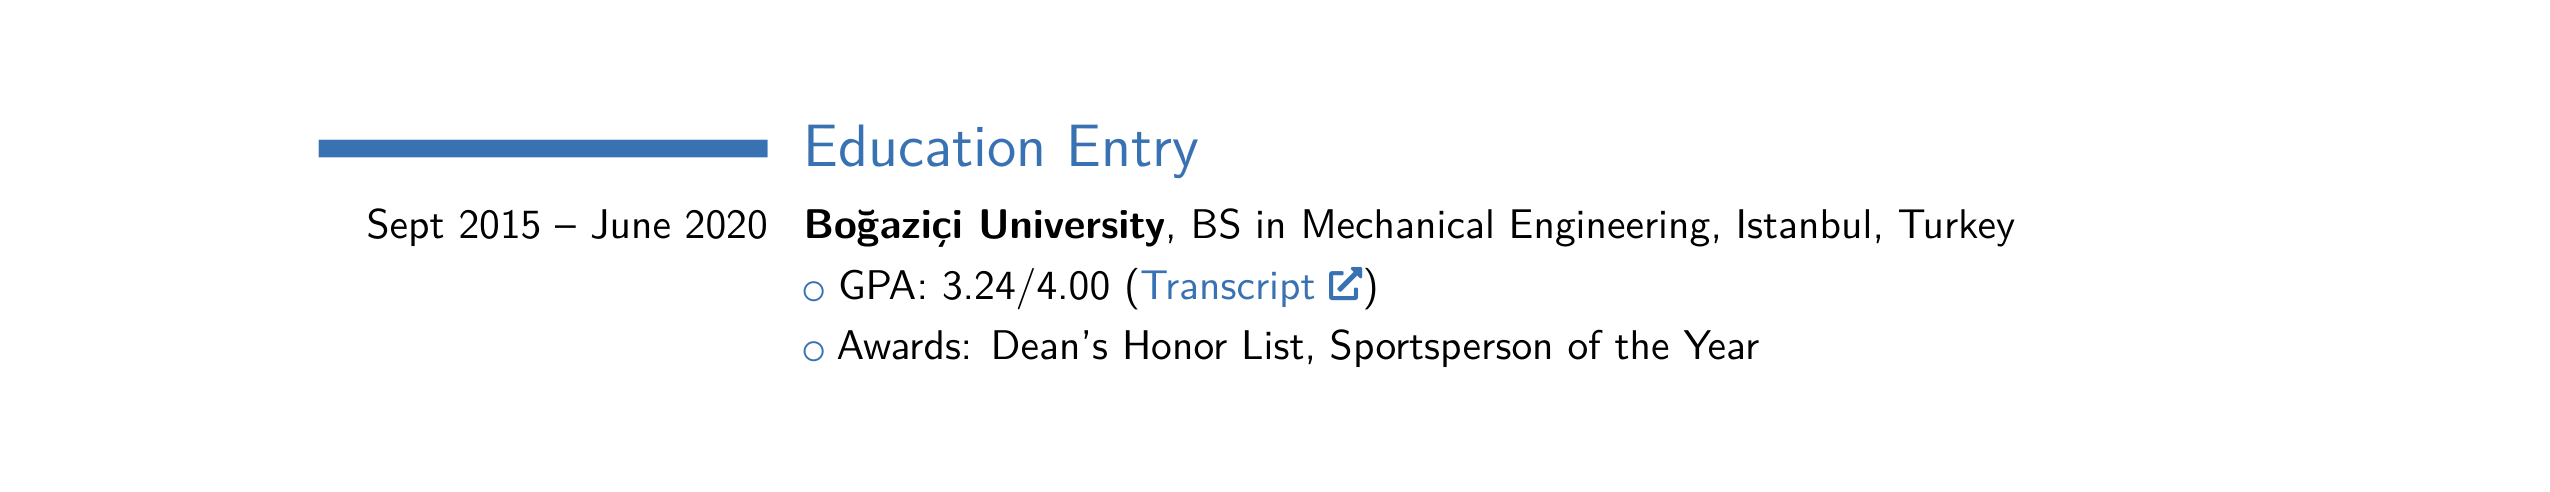 Education Entry
Sept 2015 – June 2020 Boğaziçi University, BS in Mechanical Engineering, Istanbul, Turkey
GPA: 3.24/4.00 (Transcript)
Awards: Dean's Honor List, Sportsperson of the Year